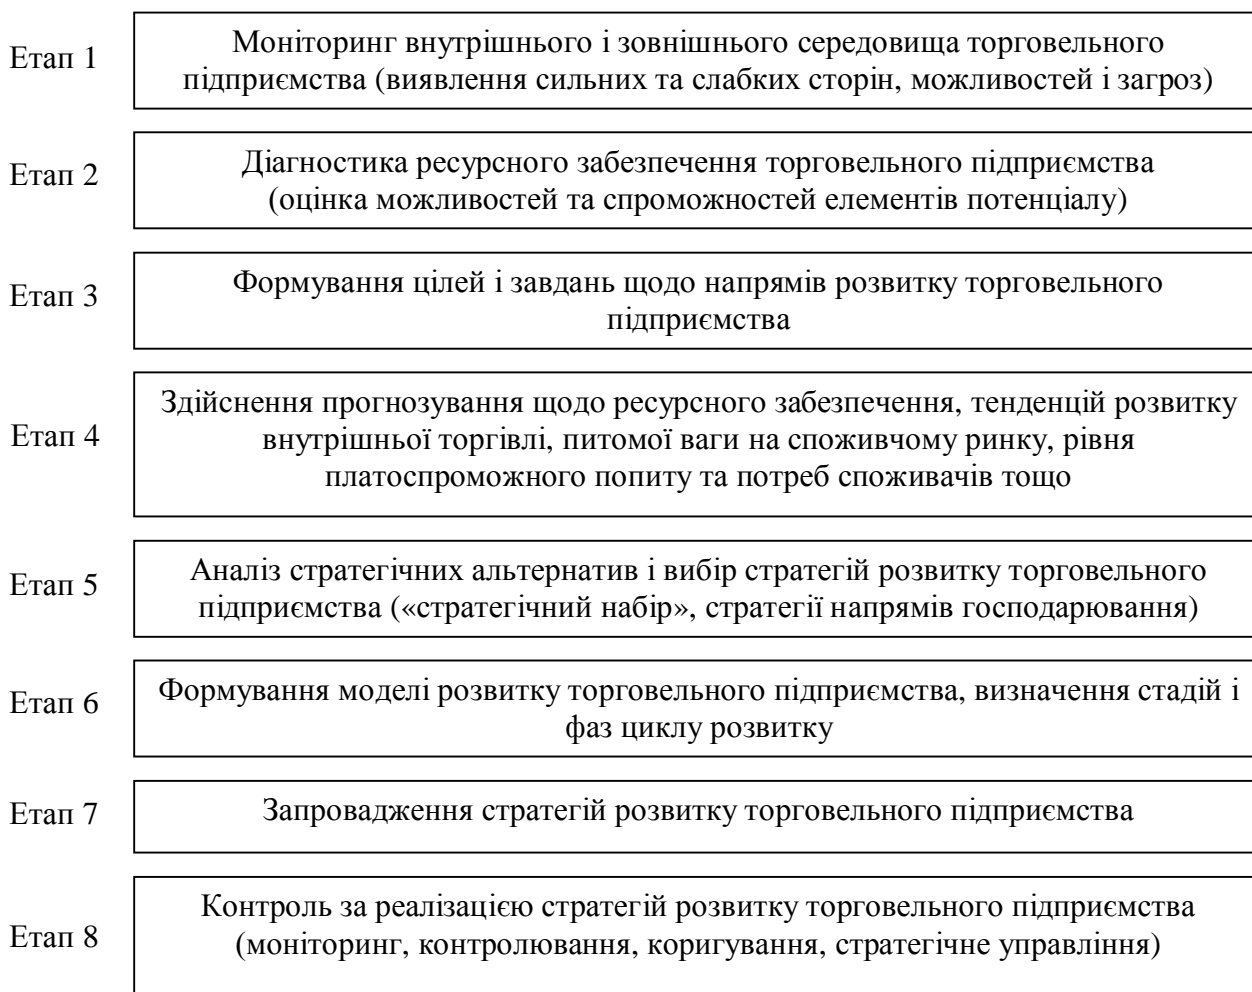 Етап 1
Моніторинг внутрішнього і зовнішнього середовища торговельного
підприємства (виявлення сильних та слабких сторін, можливостей і загроз)
Етап 2
Діагностика ресурсного забезпечення торговельного підприємства
(оцінка можливостей та спроможностей елементів потенціалу)
Етап 3
Формування цілей і завдань щодо напрямів розвитку торговельного
підприємства
Етап 4
Здійснення прогнозування щодо ресурсного забезпечення, тенденцій розвитку
внутрішньої торгівлі, питомої ваги на споживчому ринку, рівня
платоспроможного попиту та потреб споживачів тощо
Етап 5
Аналіз стратегічних альтернатив і вибір стратегій розвитку торговельного
підприємства («стратегічний набір», стратегії напрямів господарювання)
Етап 6
Формування моделі розвитку торговельного підприємства, визначення стадій і
фаз циклу розвитку
Етап 7
Запровадження стратегій розвитку торговельного підприємства
Етап 8
Контроль за реалізацією стратегій розвитку торговельного підприємства
(моніторинг, контролювання, коригування, стратегічне управління)